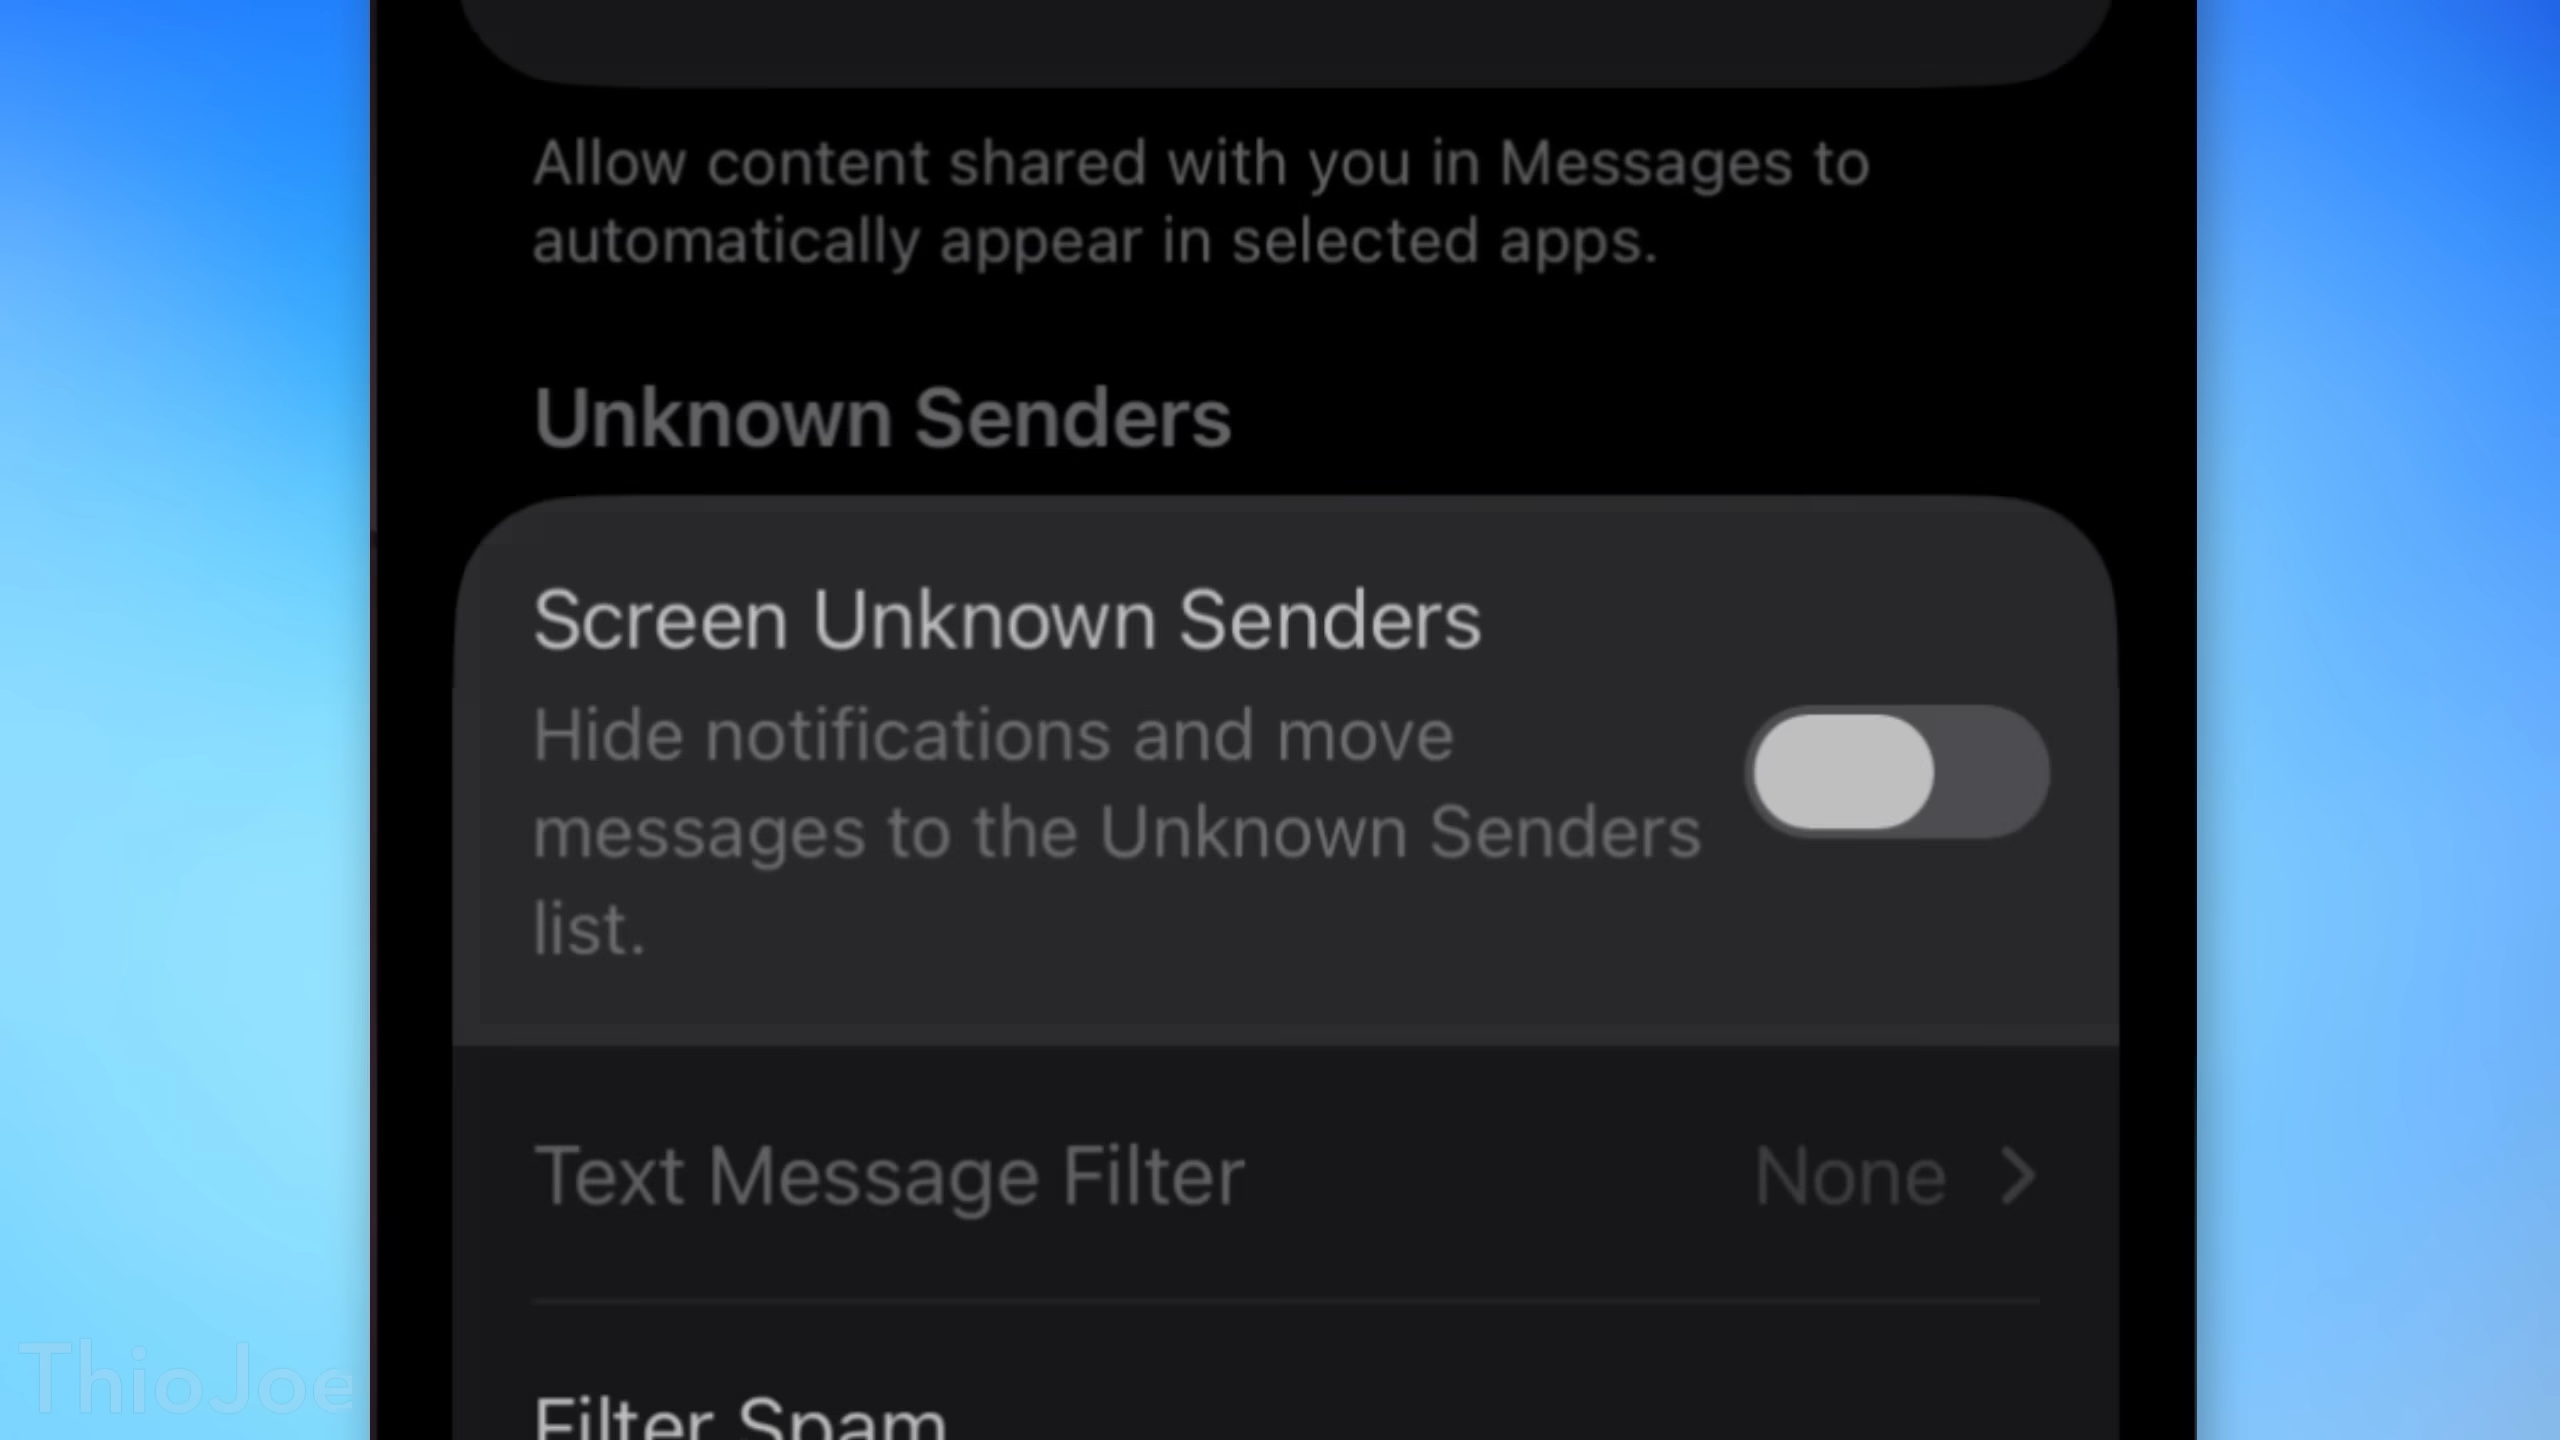 Allow content shared with you in Messages to
automatically appear in selected apps.
Unknown Senders
Screen Unknown Senders
Hide notifications and move
messages to the Unknown Senders
list.
Text Message Filter None
Filter Spam
ThioJoe